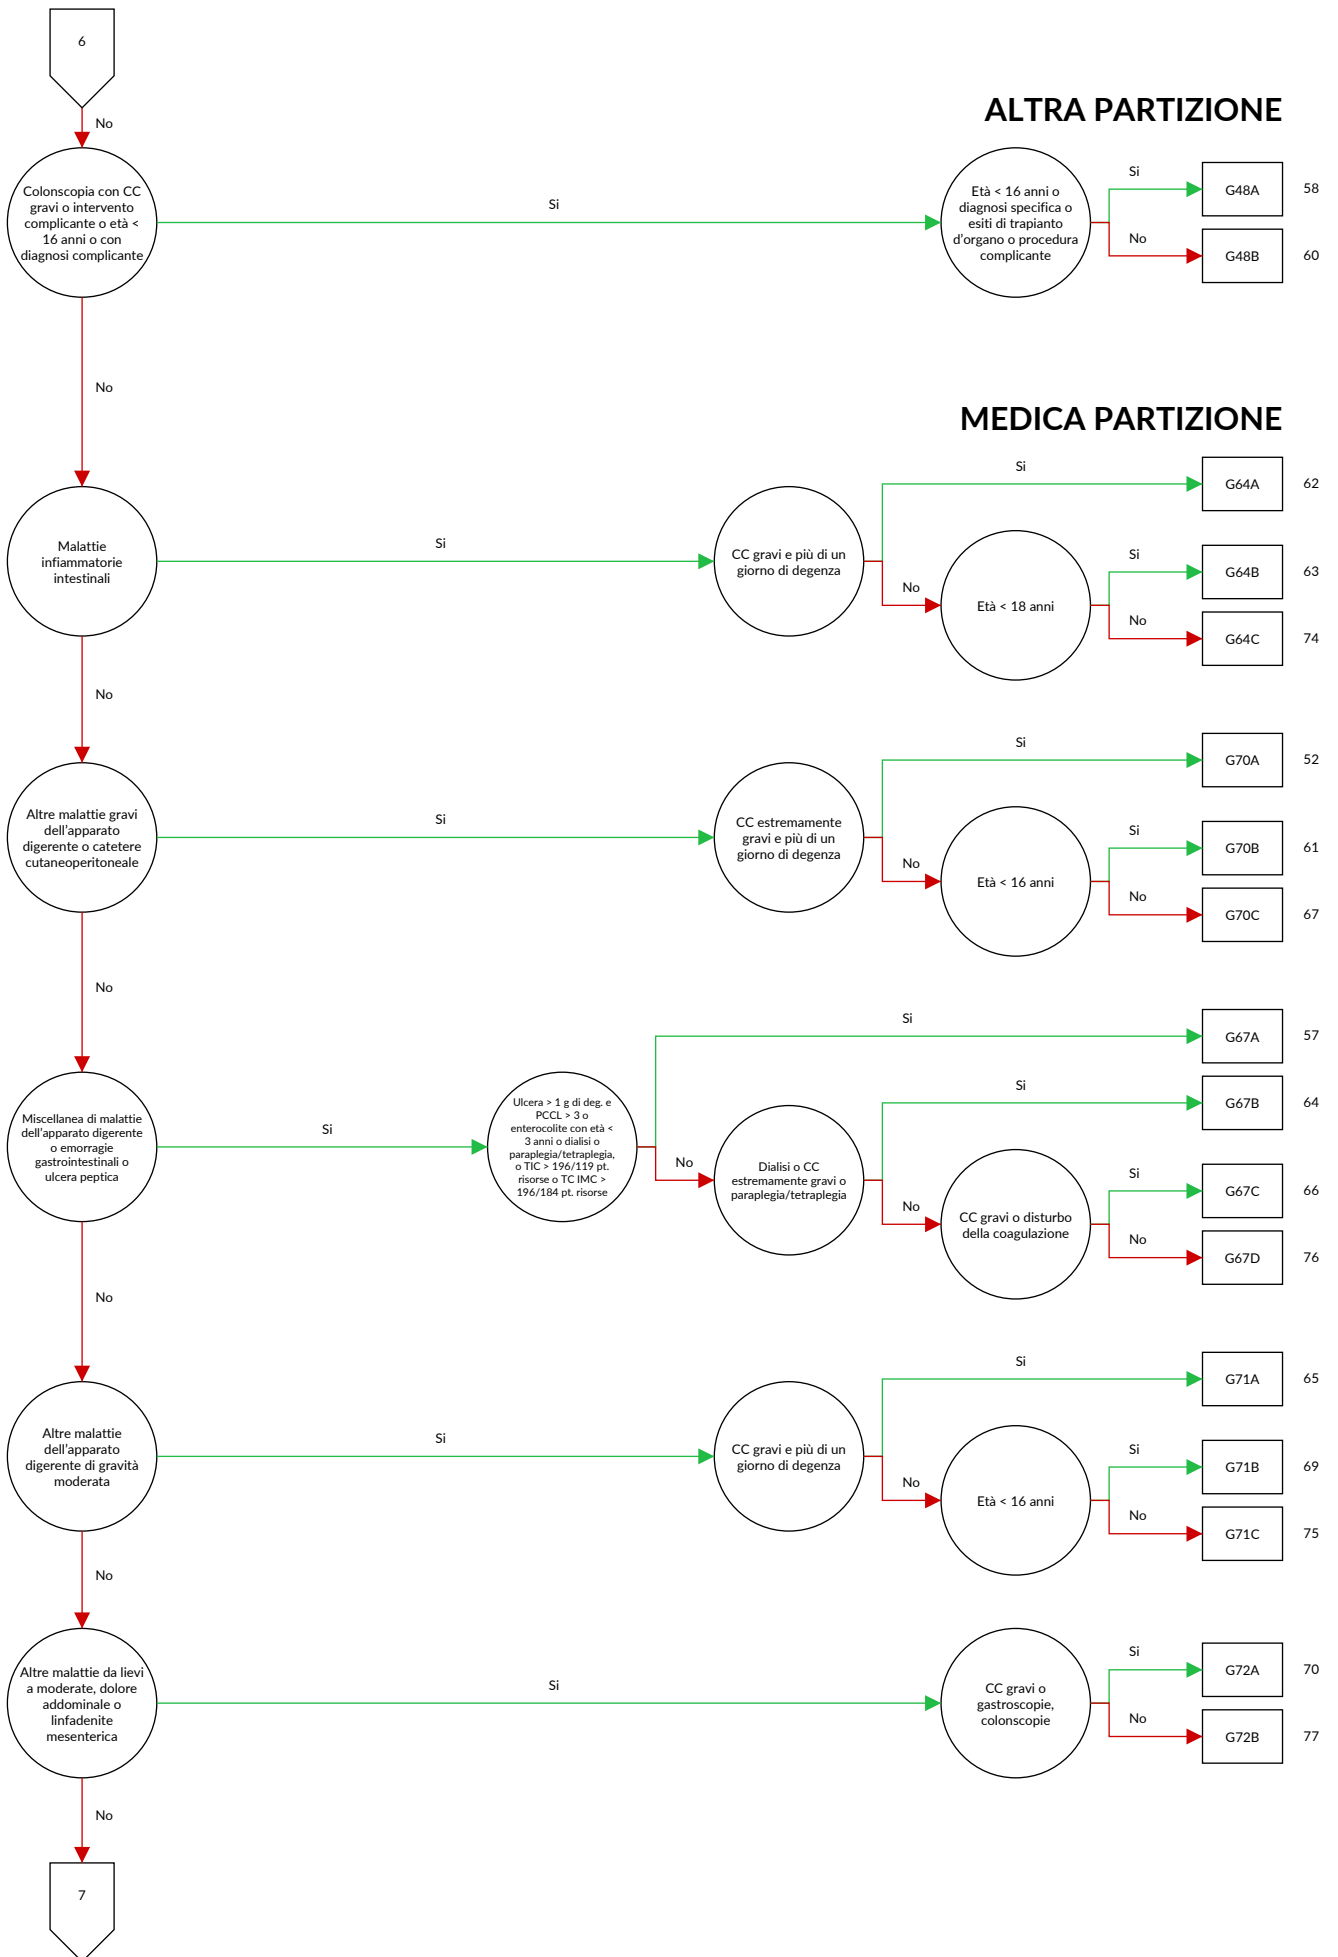 6
No
ALTRA PARTIZIONE
Colonscopia con CC
gravi o intervento
complicante o età <
16 anni o con
diagnosi complicante
Si
Età < 16 anni o
diagnosi specifica o
esiti di trapianto
d'organo o procedura
complicante
Si
G48A
58
No
G48B
60
No
MEDICA PARTIZIONE
Malattie
infiammatorie
intestinali
Si
CC gravi e più di un
giorno di degenza
Si
G64A
62
No
Età < 18 anni
Si
G64B
63
No
G64C
74
No
Altre malattie gravi
dell'apparato
digerente o catetere
cutaneoperitoneale
Si
CC estremamente
gravi e più di un
giorno di degenza
Si
G70A
52
No
Età < 16 anni
Si
G70B
61
No
G70C
67
No
Miscellanea di malattie
dell'apparato digerente
o emorragie
gastrointestinali o
ulcera peptica
Si
Ulcera > 1 g di deg. e
PCCL > 3 o
enterocolite con età <
3 anni o dialisi o
paraplegia/tetraplegia,
o TIC > 196/119 pt.
risorse o TC IMC >
196/184 pt. risorse
Si
G67A
57
No
Dialisi o CC
estremamente gravi o
paraplegia/tetraplegia
Si
G67B
64
No
CC gravi o disturbo
della coagulazione
Si
G67C
66
No
G67D
76
No
Altre malattie
dell'apparato
digerente di gravità
moderata
Si
CC gravi e più di un
giorno di degenza
Si
G71A
65
No
Età < 16 anni
Si
G71B
69
No
G71C
75
No
Altre malattie da lievi
a moderate, dolore
addominale o
linfadenite
mesenterica
Si
CC gravi o
gastroscopie,
colonscopie
Si
G72A
70
No
G72B
77
No
7